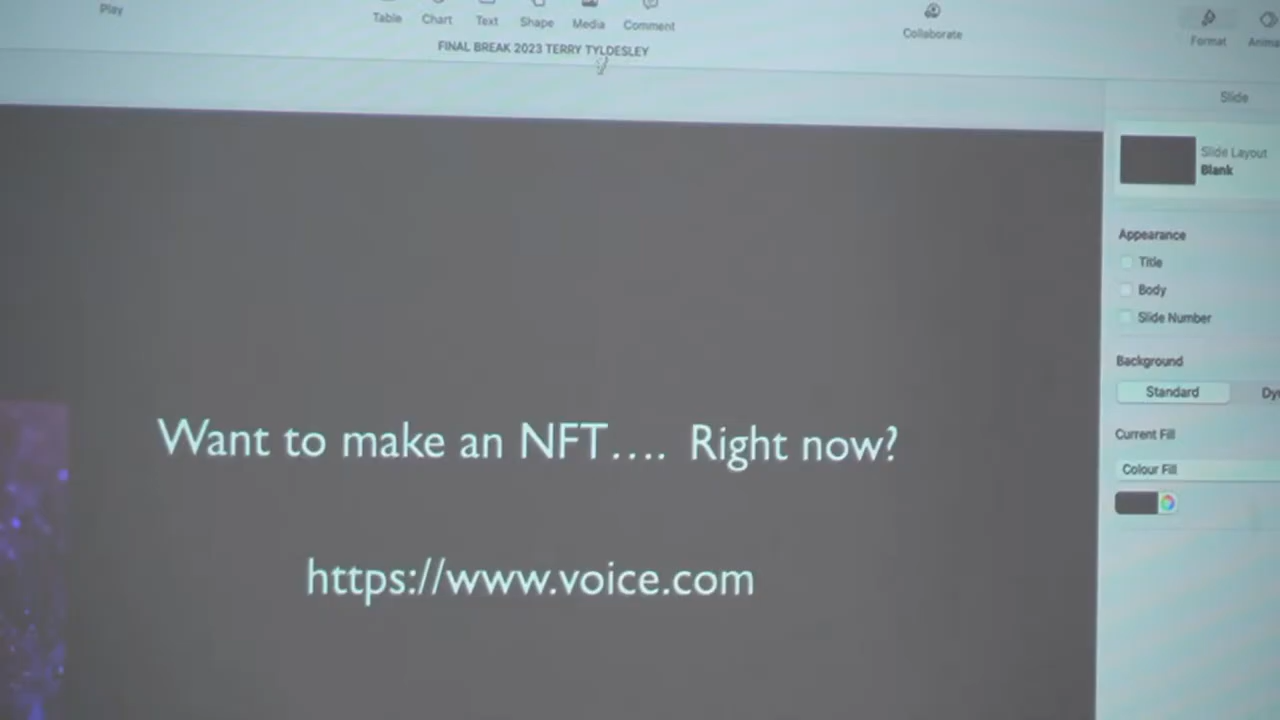 Play
Table Chart Text Shape Media Comment
Collaborate
Format
FINAL BREAK 2023 TERRY TYLDESLEY
Slide
Slide Layout
Blank
Appearance
Title
Body
Slide Number
Background
Standard
Current Fill
Colour Fill
Want to make an NFT.... Right now?
https://www.voice.com